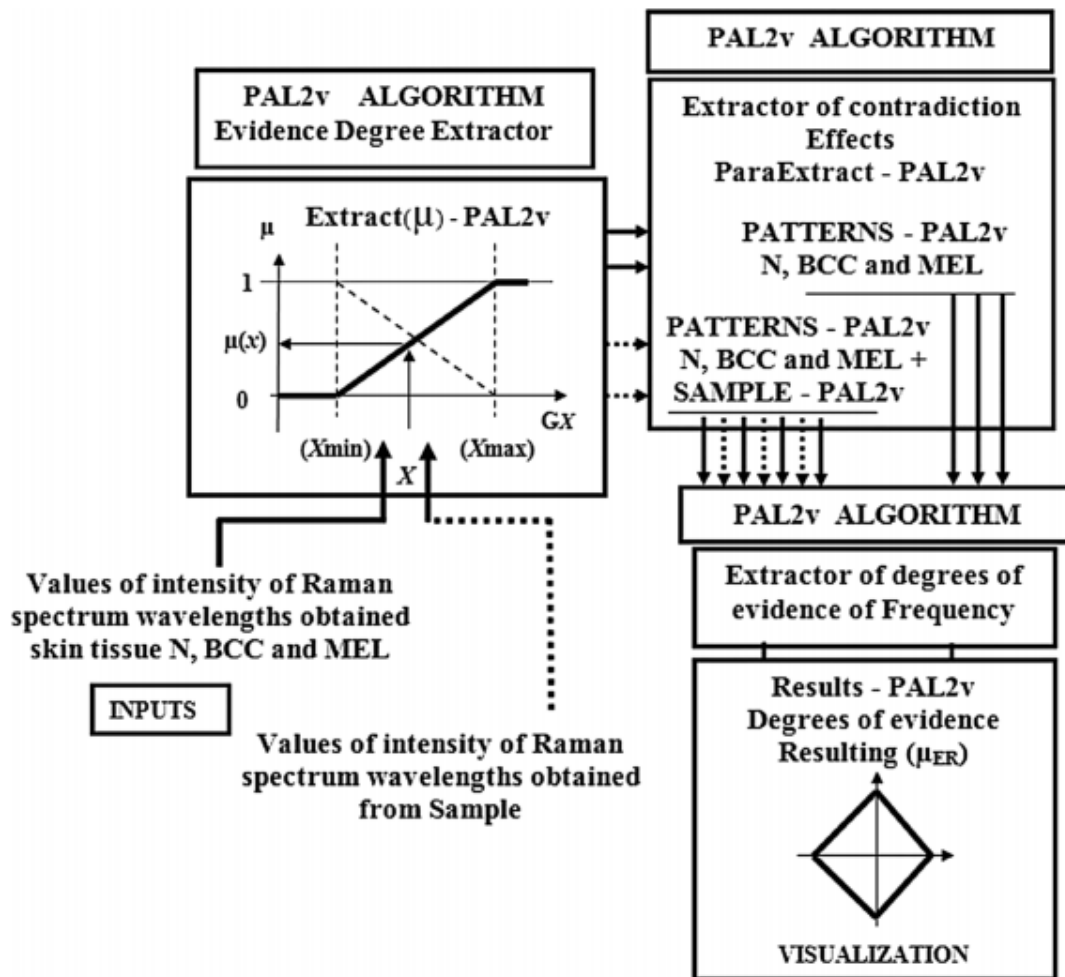 PAL2v ALGORITHM
Evidence Degree Extractor
Extract(μ) - PAL2v
μ
1
μ(x)
0
GX
(Xmin)
(Xmax)
X
Values of intensity of Raman
spectrum wavelengths obtained
skin tissue N, BCC and MEL
INPUTS
Values of intensity of Raman
spectrum wavelengths obtained
from Sample
PAL2v ALGORITHM
Extractor of contradiction
Effects
ParaExtract - PAL2v
PATTERNS - PAL2v
N, BCC and MEL
PATTERNS - PAL2v
N, BCC and MEL +
SAMPLE - PAL2v
PAL2v ALGORITHM
Extractor of degrees of
evidence of Frequency
Results - PAL2v
Degrees of evidence
Resulting (μER)
VISUALIZATION